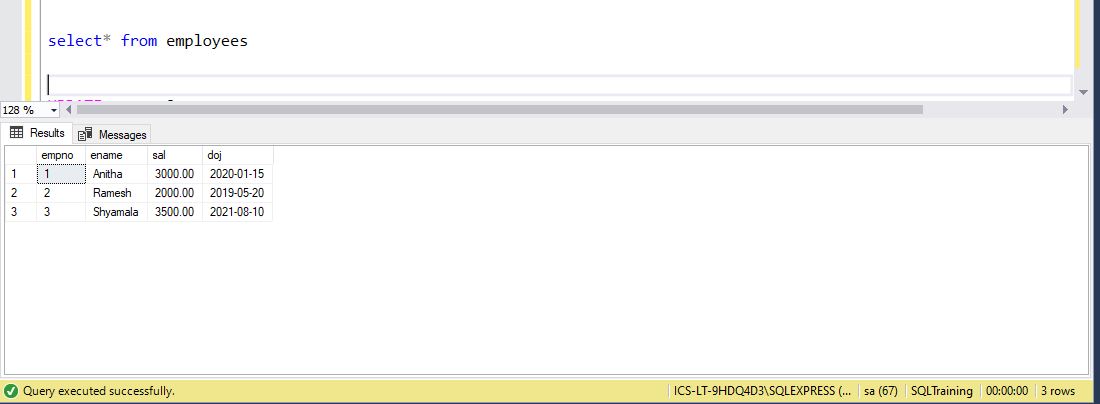 select* from employees
128 %
Results Messages
empno ename sal doj
1 1 Anitha 3000.00 2020-01-15
2 2 Ramesh 2000.00 2019-05-20
3 3 Shyamala 3500.00 2021-08-10
Query executed successfully. ICS-LT-9HDQ4D3\SQLEXPRESS (... sa (67) SQLTraining 00:00:00 3 rows